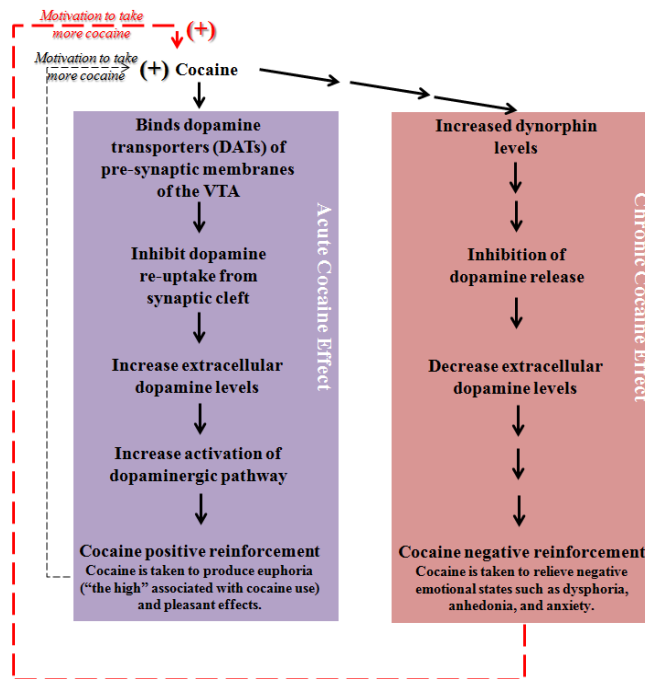 Motivation to take
more cocaine
(+)
Motivation to take
more cocaine
(+) Cocaine
Binds dopamine
transporters (DATs) of
pre-synaptic membranes
of the VTA
Inhibit dopamine
re-uptake from
synaptic cleft
Increase extracellular
dopamine levels
Increase activation of
dopaminergic pathway
Cocaine positive reinforcement
Cocaine is taken to produce euphoria
(“the high” associated with cocaine use)
and pleasant effects.
Acute Cocaine Effect
Increased dynorphin
levels
Inhibition of
dopamine release
Decrease extracellular
dopamine levels
Cocaine negative reinforcement
Cocaine is taken to relieve negative
emotional states such as dysphoria,
anhedonia, and anxiety.
Chronic Cocaine Effect